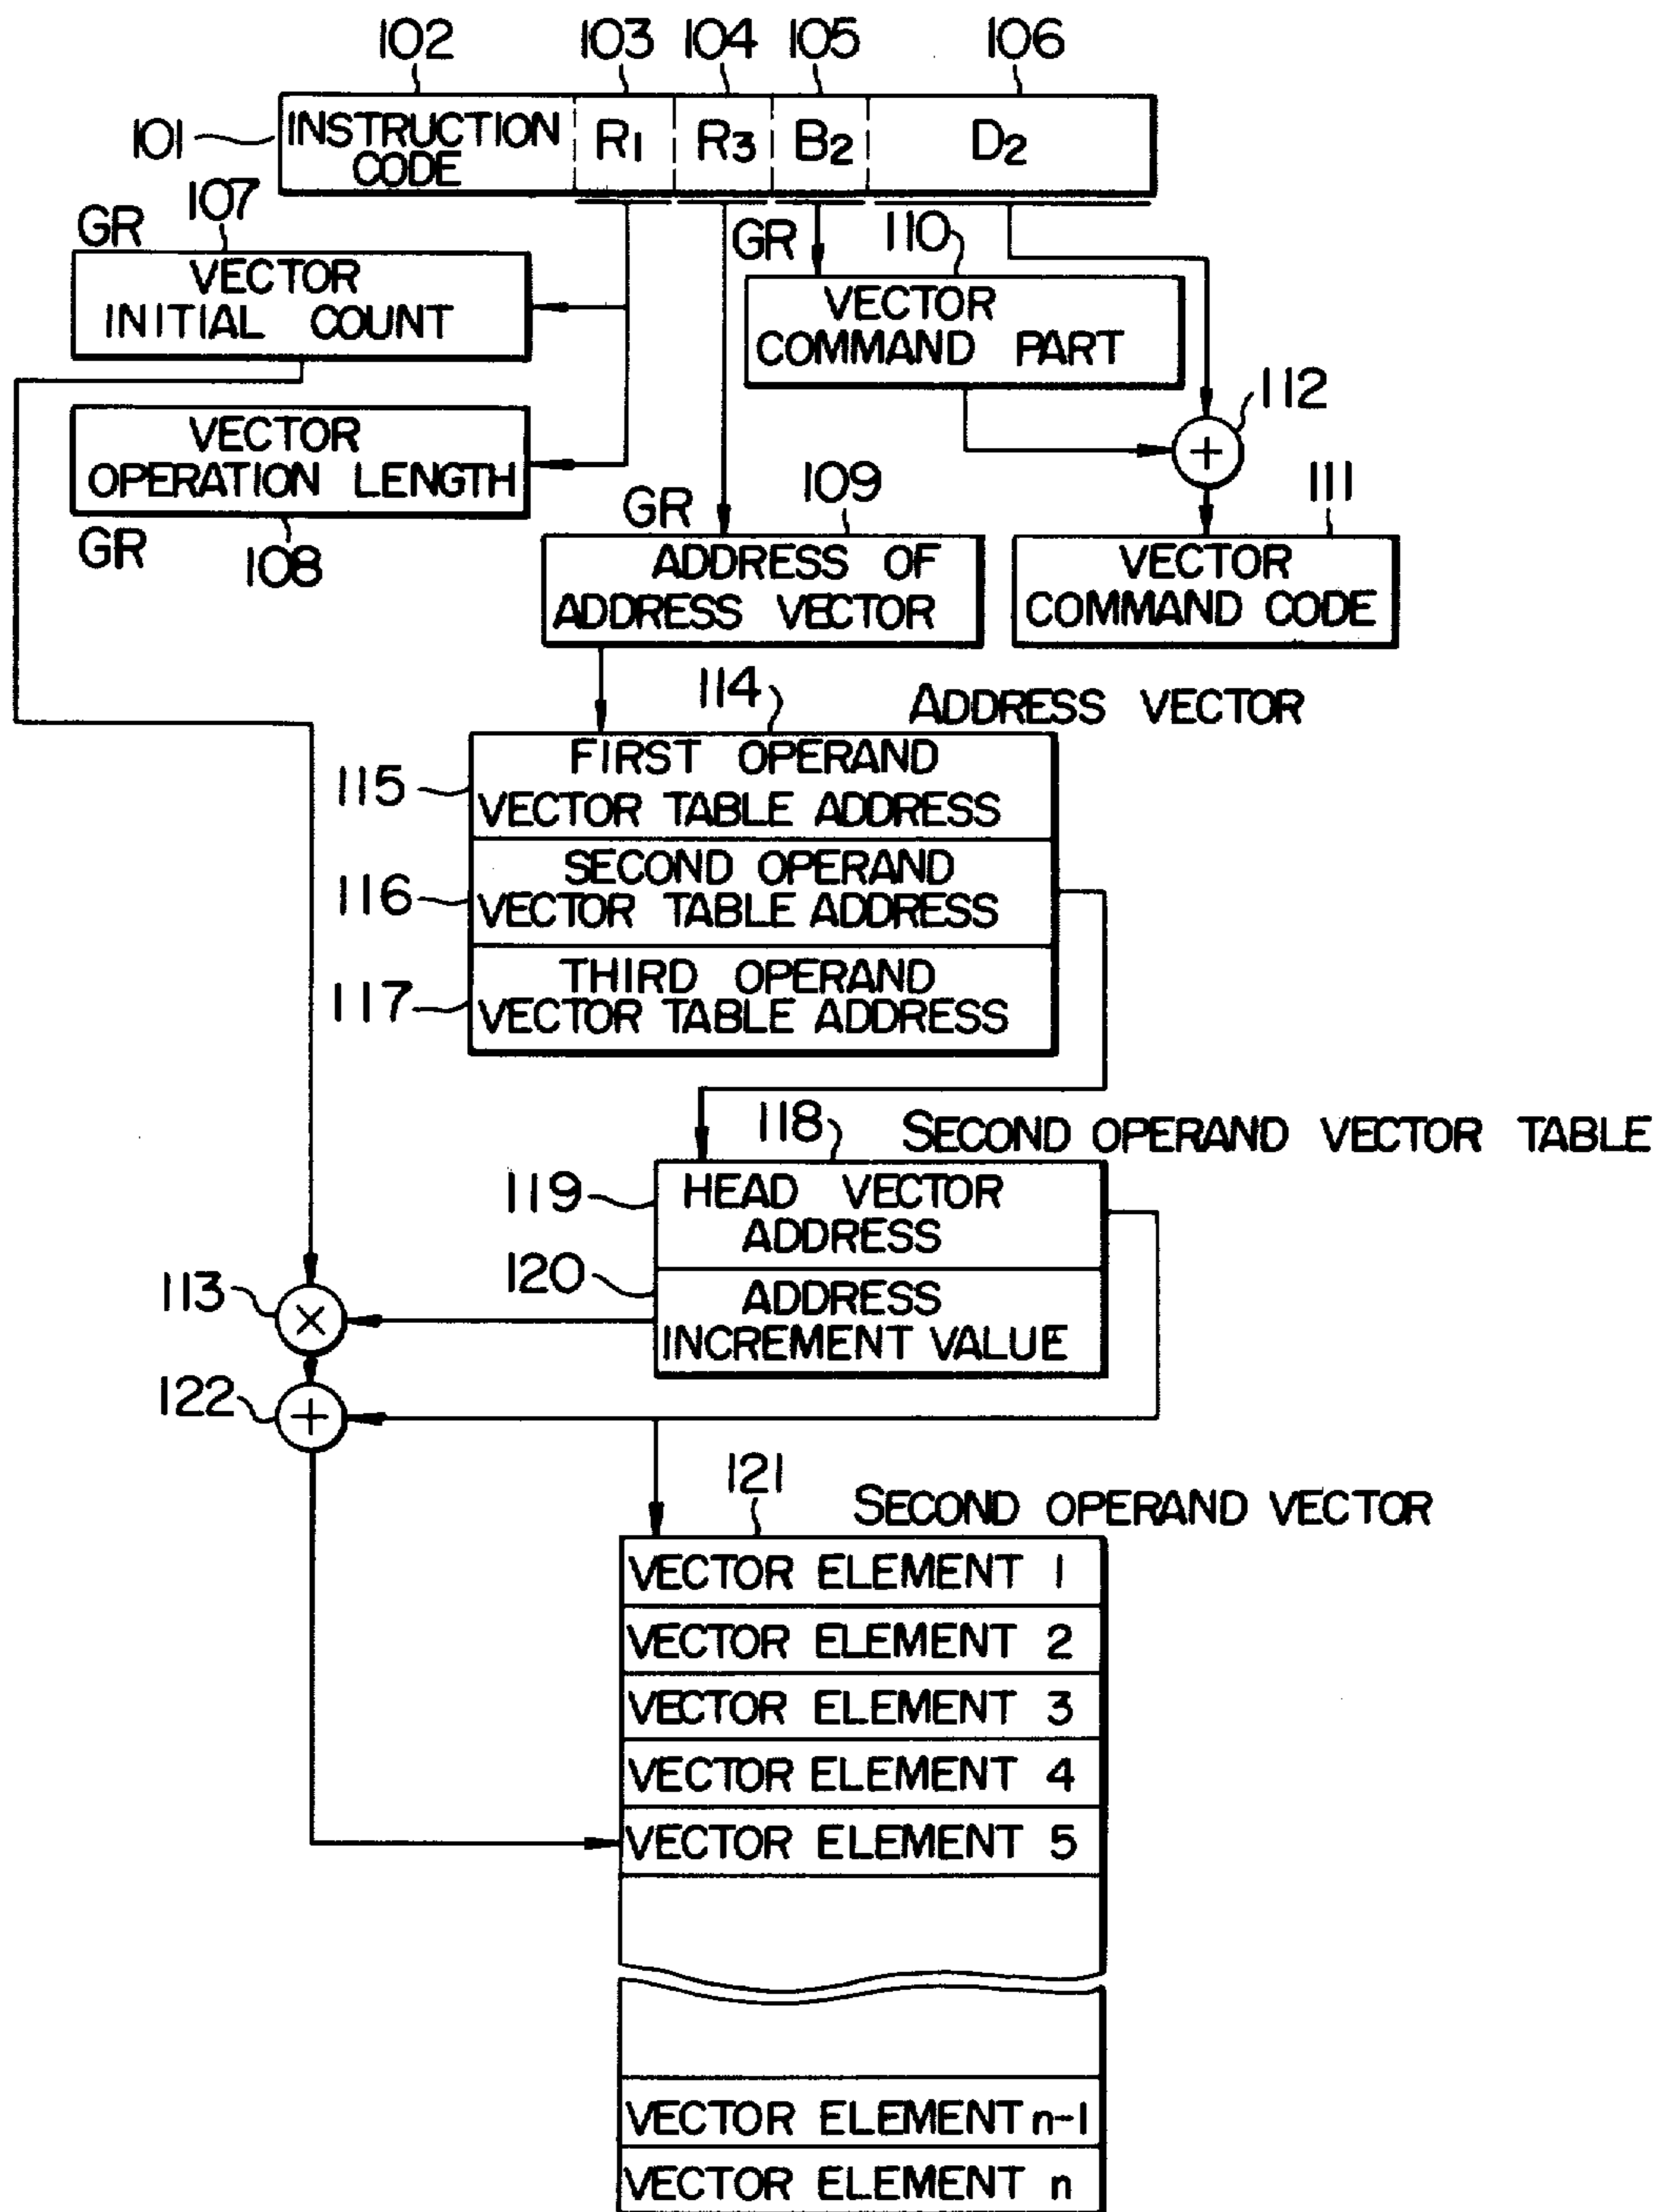 102 103 104 105 106
101 INSTRUCTION CODE R1 R3 B2 D2
GR 107
VECTOR
INITIAL COUNT
GR 110
VECTOR
COMMAND PART
112
+
VECTOR
OPERATION LENGTH
GR 108
GR 109
ADDRESS OF
ADDRESS VECTOR
111
VECTOR
COMMAND CODE
114 ADDRESS VECTOR
115 FIRST OPERAND
VECTOR TABLE ADDRESS
116 SECOND OPERAND
VECTOR TABLE ADDRESS
117 THIRD OPERAND
VECTOR TABLE ADDRESS
118 SECOND OPERAND VECTOR TABLE
119 HEAD VECTOR
ADDRESS
120 ADDRESS
INCREMENT VALUE
113 ×
122 +
121 SECOND OPERAND VECTOR
VECTOR ELEMENT 1
VECTOR ELEMENT 2
VECTOR ELEMENT 3
VECTOR ELEMENT 4
VECTOR ELEMENT 5
VECTOR ELEMENT n-1
VECTOR ELEMENT n